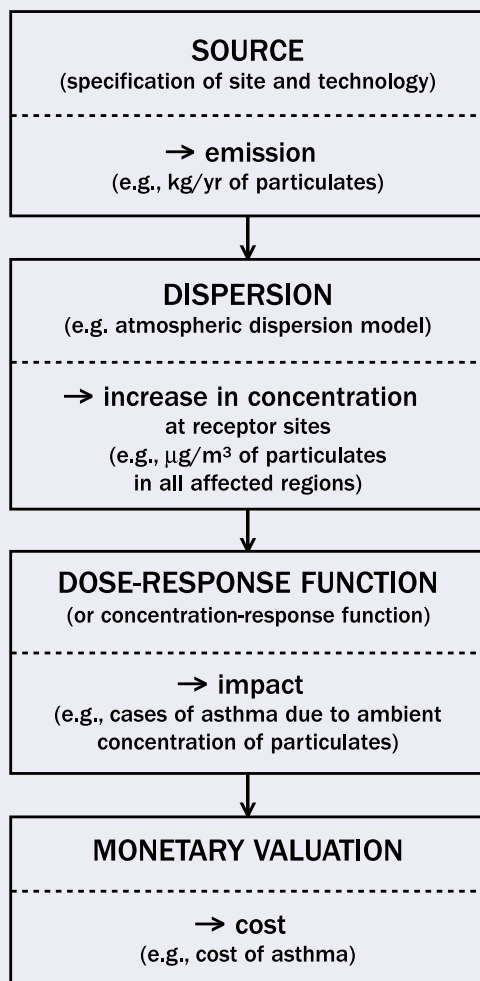 SOURCE
(specification of site and technology)
→ emission
(e.g., kg/yr of particulates)
DISPERSION
(e.g. atmospheric dispersion model)
→ increase in concentration
at receptor sites
(e.g., μg/m³ of particulates
in all affected regions)
DOSE-RESPONSE FUNCTION
(or concentration-response function)
→ impact
(e.g., cases of asthma due to ambient
concentration of particulates)
MONETARY VALUATION
→ cost
(e.g., cost of asthma)